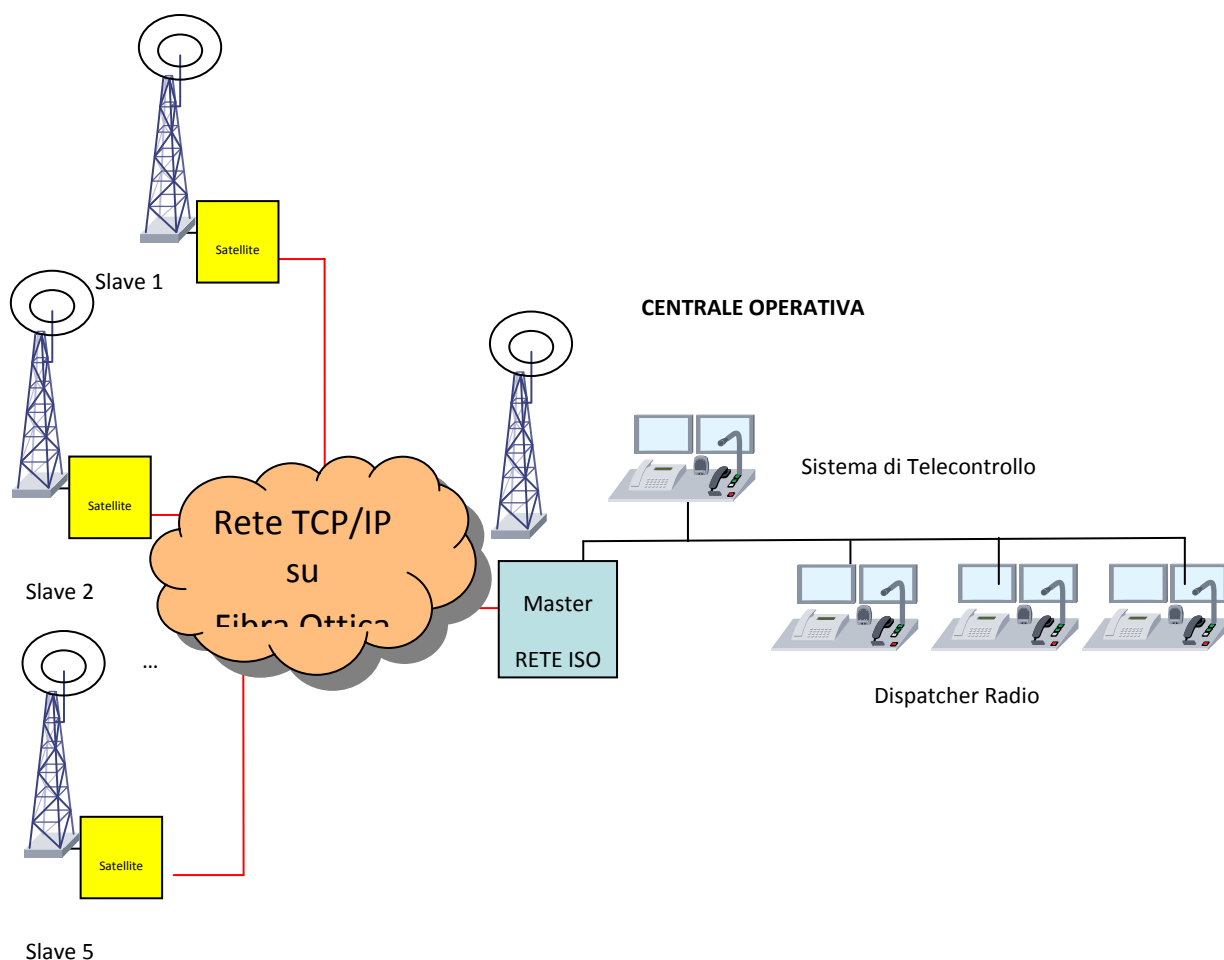 Satellite
Slave 1
CENTRALE OPERATIVA
Sistema di Telecontrollo
Satellite
Rete TCP/IP
su
Fibra Ottica
Slave 2
Master
RETE ISO
...
Dispatcher Radio
Satellite
Slave 5